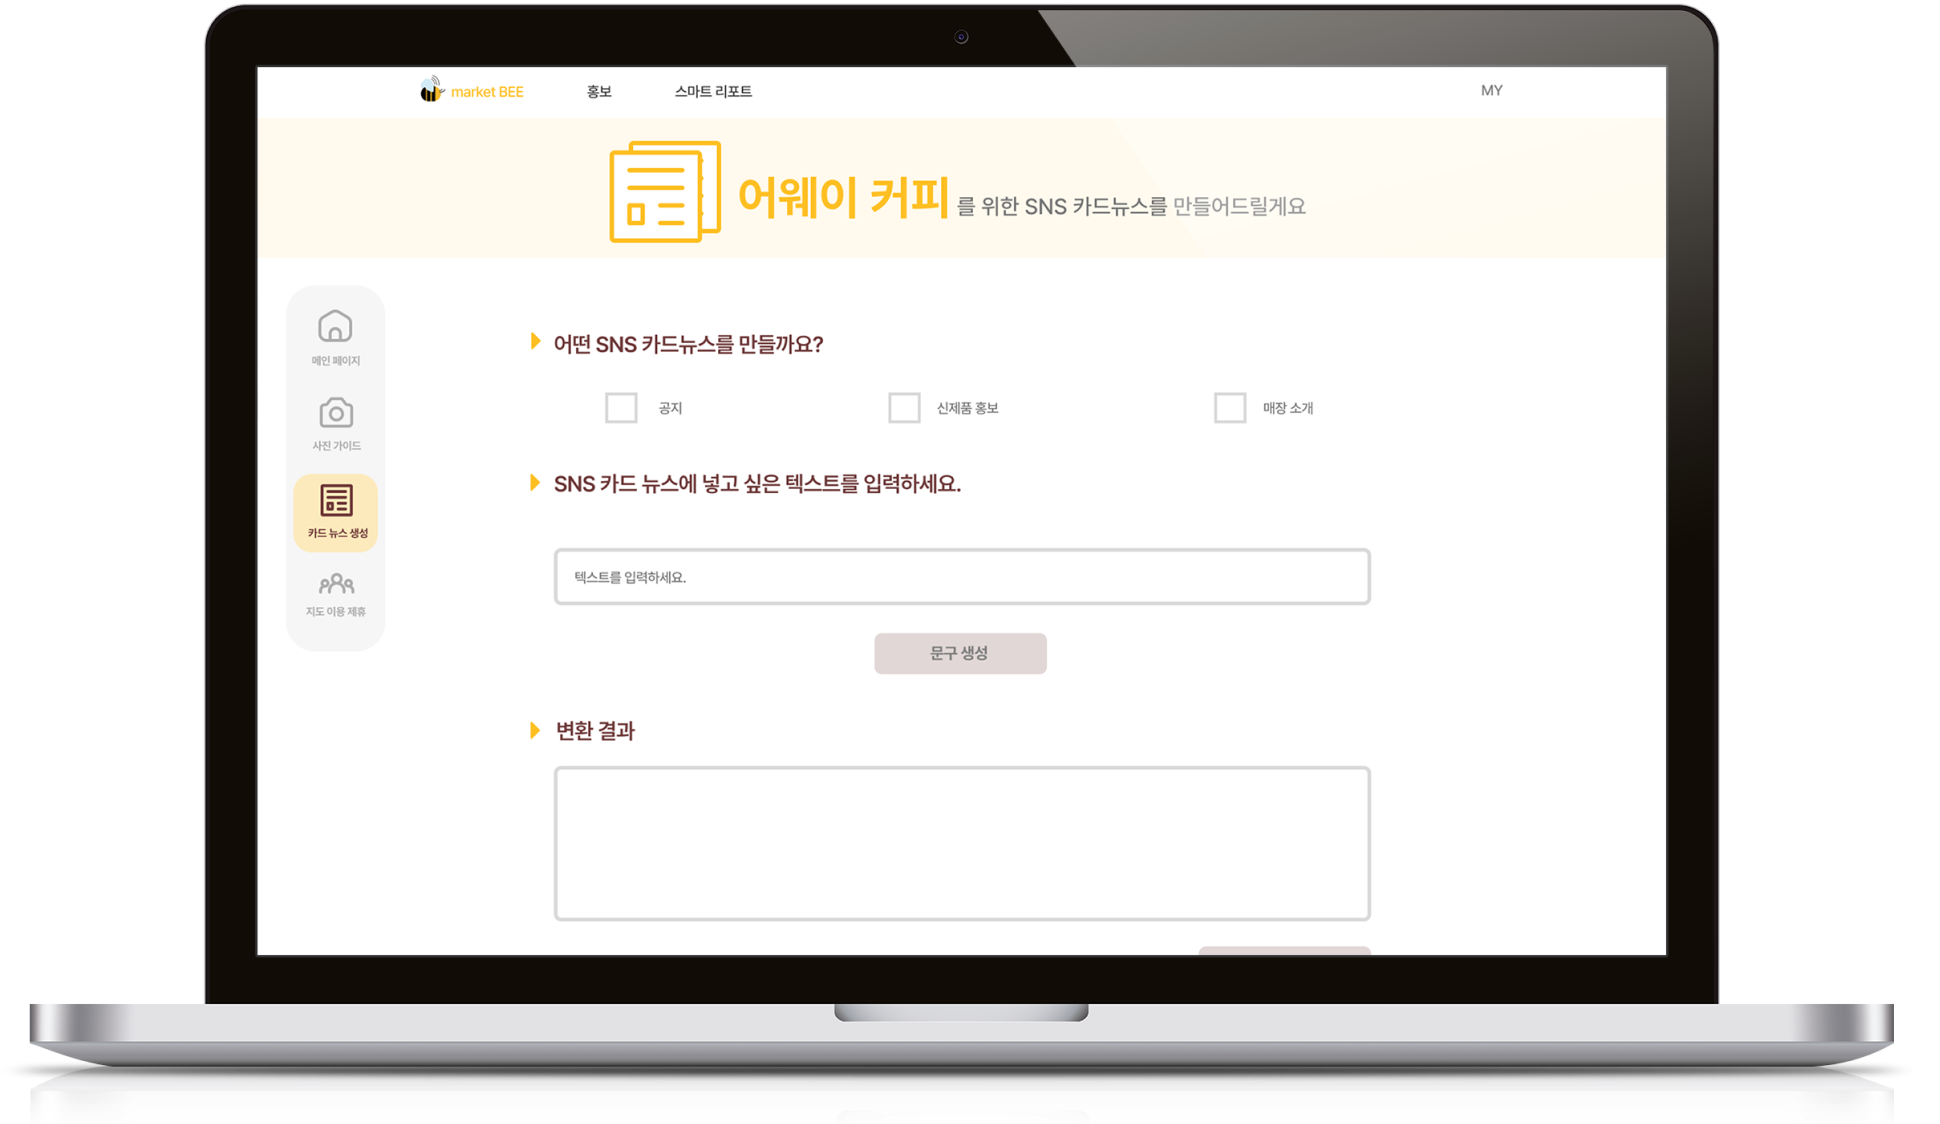 market BEE
홍보
스마트 리포트
MY
어웨이 커피를 위한 SNS 카드뉴스를 만들어드릴게요
메인 페이지
사진 가이드
카드 뉴스 생성
지도 이용 제휴
어떤 SNS 카드뉴스를 만들까요?
공지
신제품 홍보
매장 소개
SNS 카드 뉴스에 넣고 싶은 텍스트를 입력하세요.
텍스트를 입력하세요.
문구 생성
변환 결과